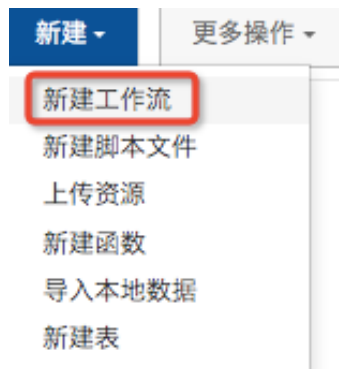 新建 更多操作
新建工作流
新建脚本文件
上传资源
新建函数
导入本地数据
新建表